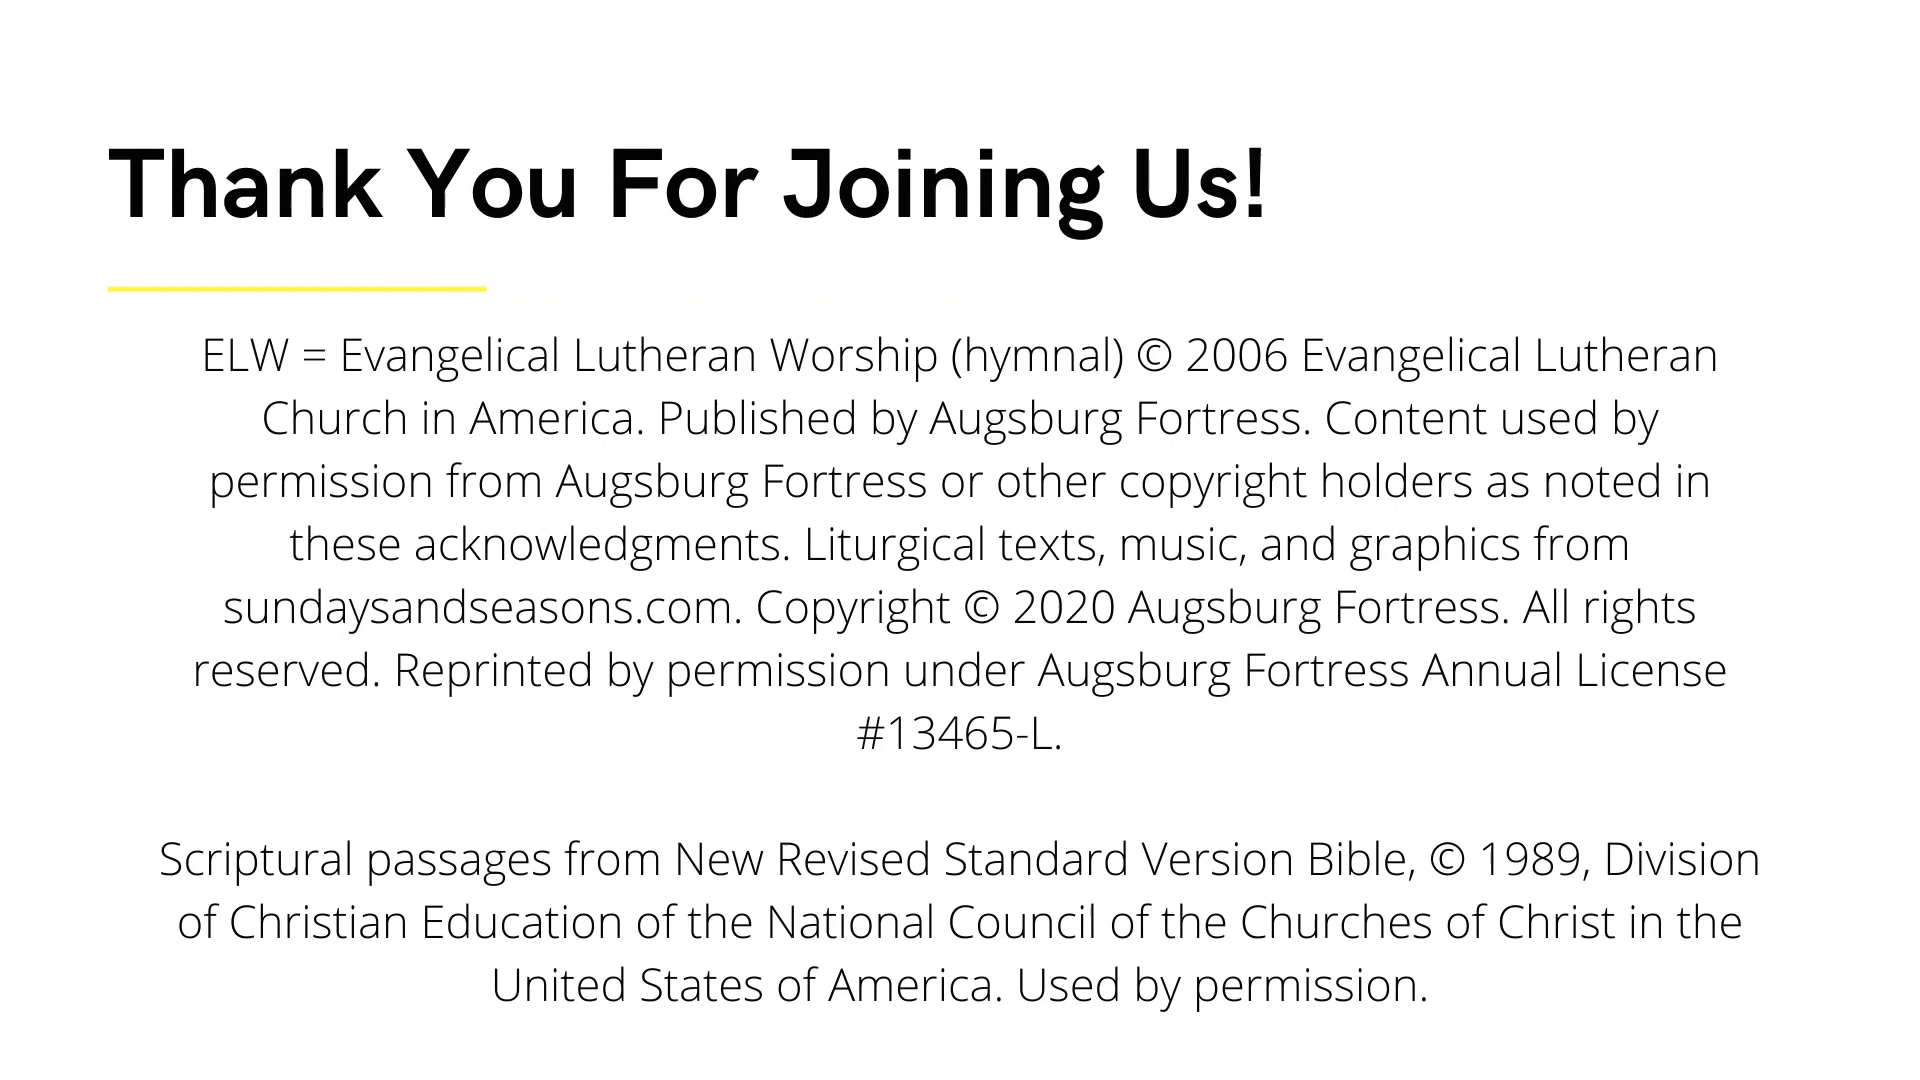 Thank You For Joining Us!
ELW = Evangelical Lutheran Worship (hymnal) © 2006 Evangelical Lutheran
Church in America. Published by Augsburg Fortress. Content used by
permission from Augsburg Fortress or other copyright holders as noted in
these acknowledgments. Liturgical texts, music, and graphics from
sundaysandseasons.com. Copyright © 2020 Augsburg Fortress. All rights
reserved. Reprinted by permission under Augsburg Fortress Annual License
#13465-L.
Scriptural passages from New Revised Standard Version Bible, © 1989, Division
of Christian Education of the National Council of the Churches of Christ in the
United States of America. Used by permission.